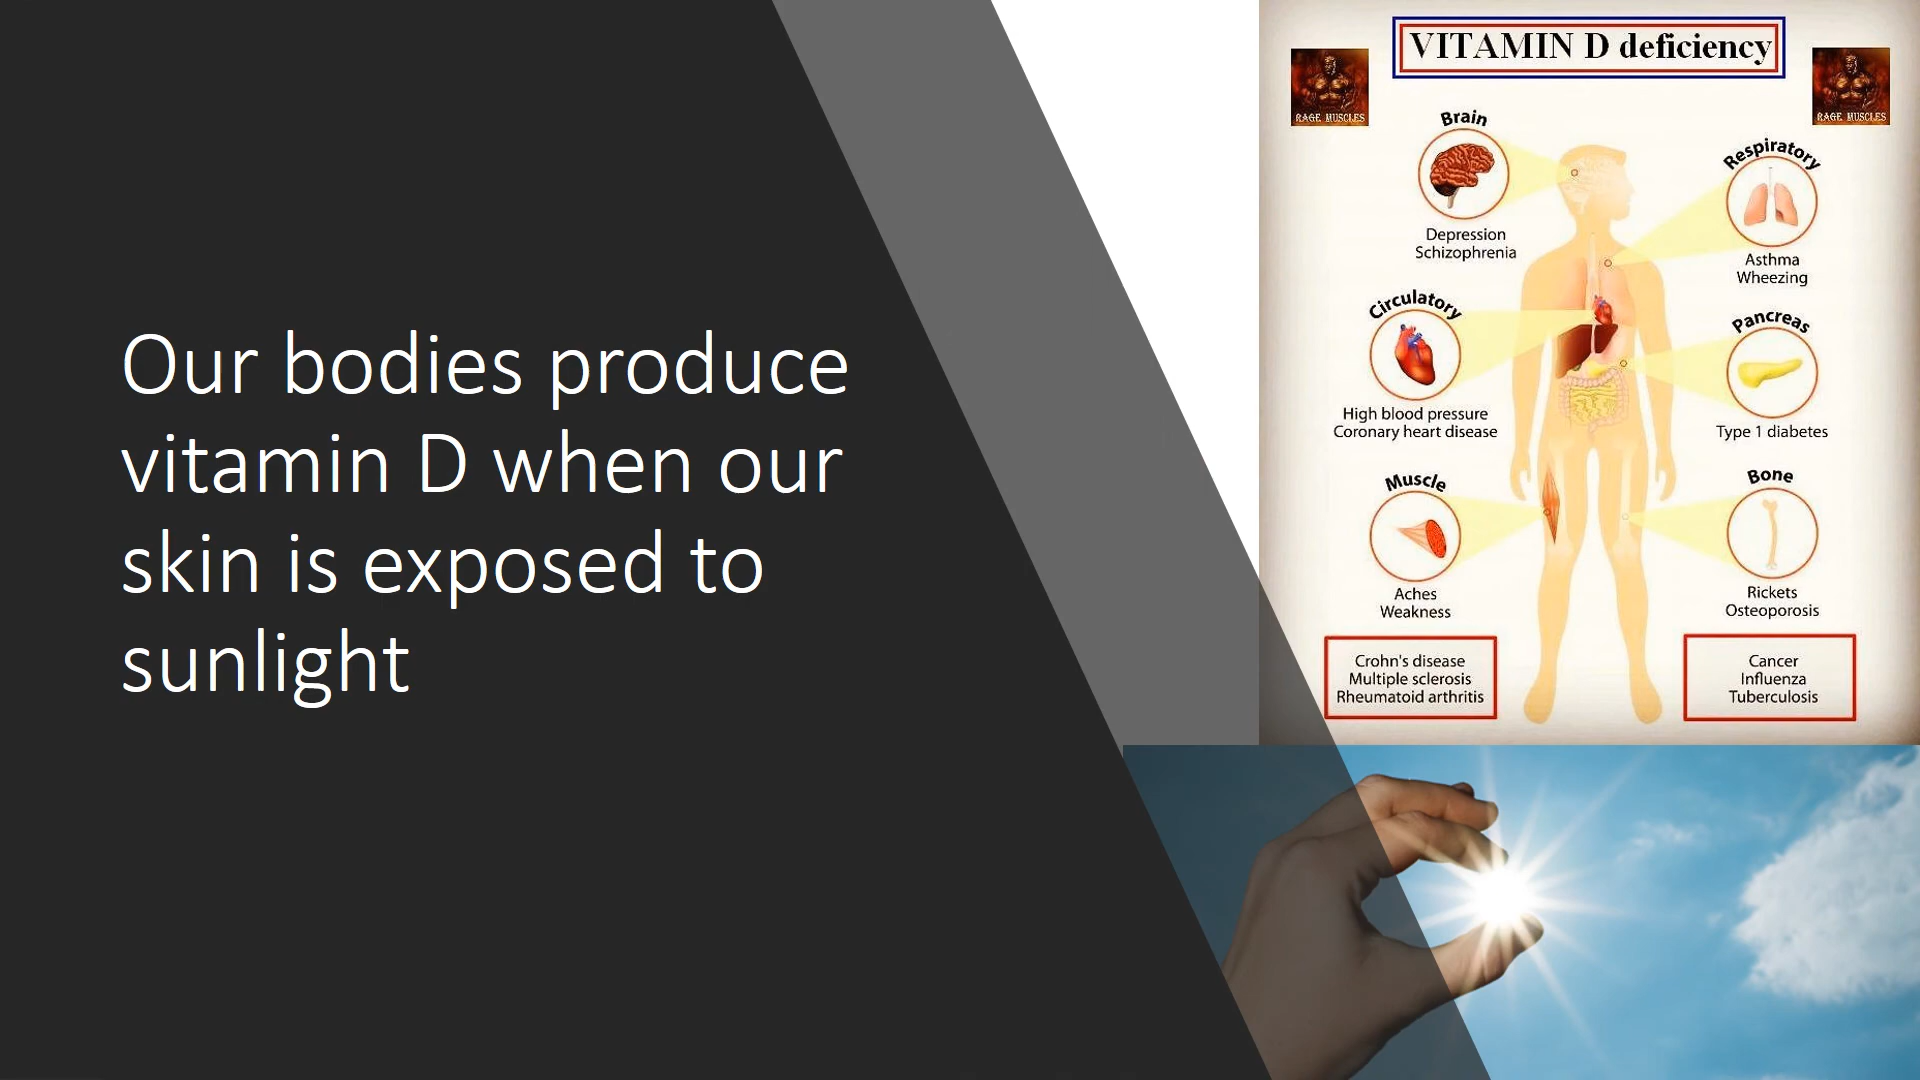 Our bodies produce
vitamin D when our
skin is exposed to
sunlight
VITAMIN D deficiency
RAGE MUSCLES
RAGE MUSCLES
Brain
Depression
Schizophrenia
Respiratory
Asthma
Wheezing
Circulatory
High blood pressure
Coronary heart disease
Pancreas
Type 1 diabetes
Muscle
Aches
Weakness
Bone
Rickets
Osteoporosis
Crohn's disease
Multiple sclerosis
Rheumatoid arthritis
Cancer
Influenza
Tuberculosis